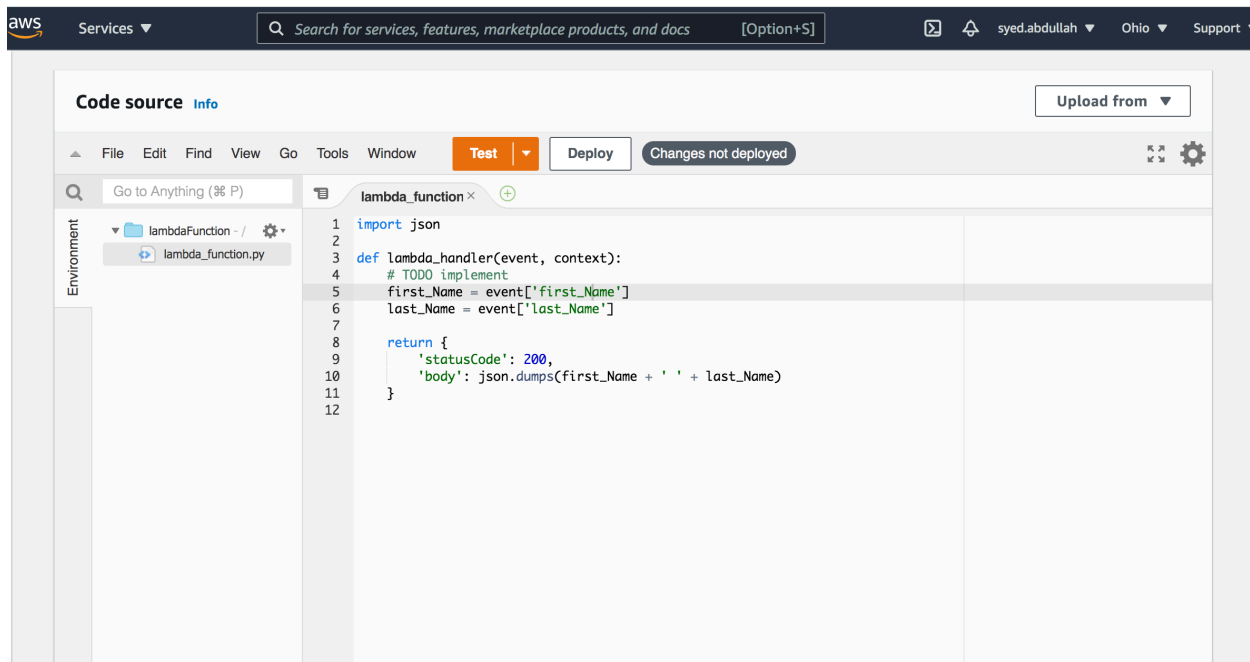 aws Services ▼ Search for services, features, marketplace products, and docs [Option+S] syed.abdullah ▼ Ohio ▼ Support
Code source Info Upload from ▼
File Edit Find View Go Tools Window Test Deploy Changes not deployed
Go to Anything (⌘ P) lambda_function ×
Environment
lambdaFunction - /
lambda_function.py
1 import json
2
3 def lambda_handler(event, context):
4     # TODO implement
5     first_Name = event['first_Name']
6     last_Name = event['last_Name']
7
8     return {
9         'statusCode': 200,
10         'body': json.dumps(first_Name + ' ' + last_Name)
11     }
12